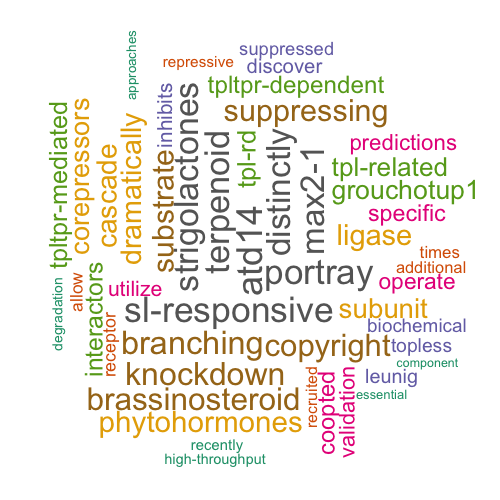 approaches
suppressed
repressive
discover
tpltpr-dependent
suppressing
tpltpr-mediated
corepressors
cascade
dramatically
substrate
inhibits
strigolactones
terpenoid
tpl-rd
atd14
distinctly
max2-1
predictions
tpl-related
grouchotup1
specific
ligase
times
additional
portray
operate
degradation
allow
interactors
receptor
utilize
sl-responsive
subunit
biochemical
branching
copyright
topless
component
knockdown
leunig
essential
brassinosteroid
recruited
coopted
validation
phytohormones
recently
high-throughput